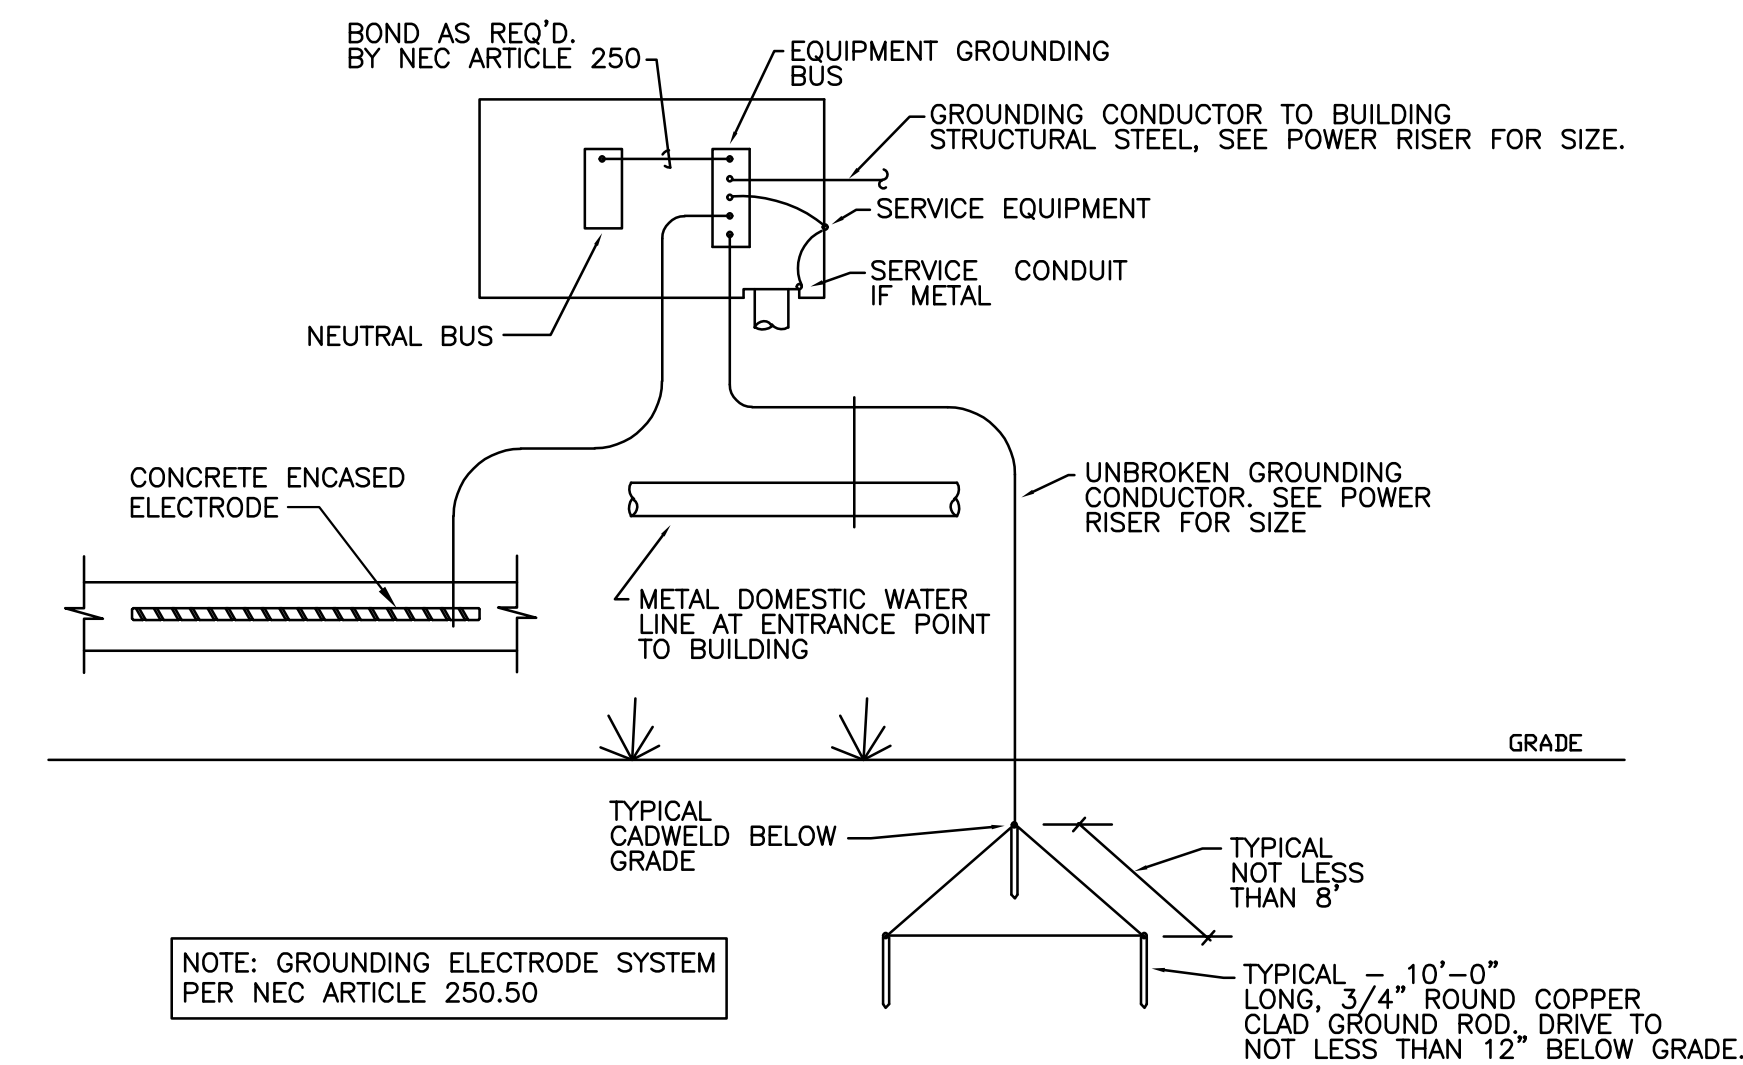 BOND AS REQ'D.
BY NEC ARTICLE 250
EQUIPMENT GROUNDING
BUS
GROUNDING CONDUCTOR TO BUILDING
STRUCTURAL STEEL, SEE POWER RISER FOR SIZE.
SERVICE EQUIPMENT
SERVICE CONDUIT
IF METAL
NEUTRAL BUS
CONCRETE ENCASED
ELECTRODE
UNBROKEN GROUNDING
CONDUCTOR. SEE POWER
RISER FOR SIZE
METAL DOMESTIC WATER
LINE AT ENTRANCE POINT
TO BUILDING
GRADE
TYPICAL
CADWELD BELOW
GRADE
TYPICAL
NOT LESS
THAN 8'
NOTE: GROUNDING ELECTRODE SYSTEM
PER NEC ARTICLE 250.50
TYPICAL – 10'-0"
LONG, 3/4" ROUND COPPER
CLAD GROUND ROD. DRIVE TO
NOT LESS THAN 12" BELOW GRADE.